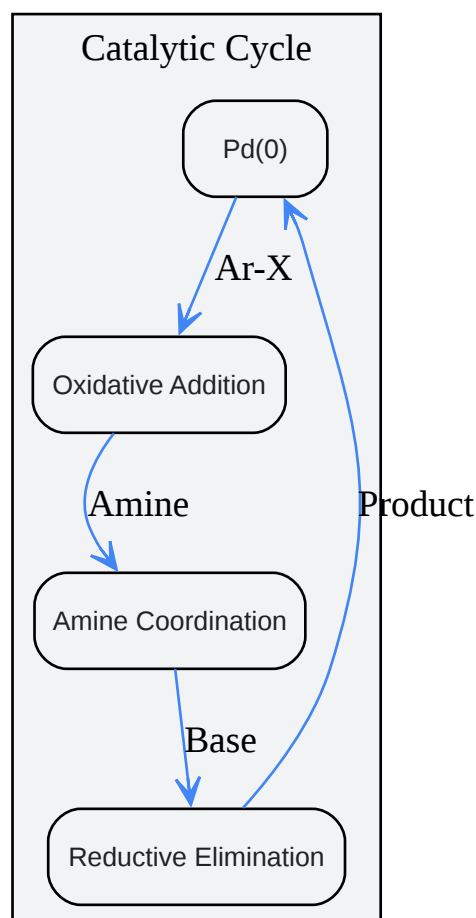 Catalytic Cycle
Pd(0)
Ar-X
Oxidative Addition
Amine
Product
Amine Coordination
Base
Reductive Elimination